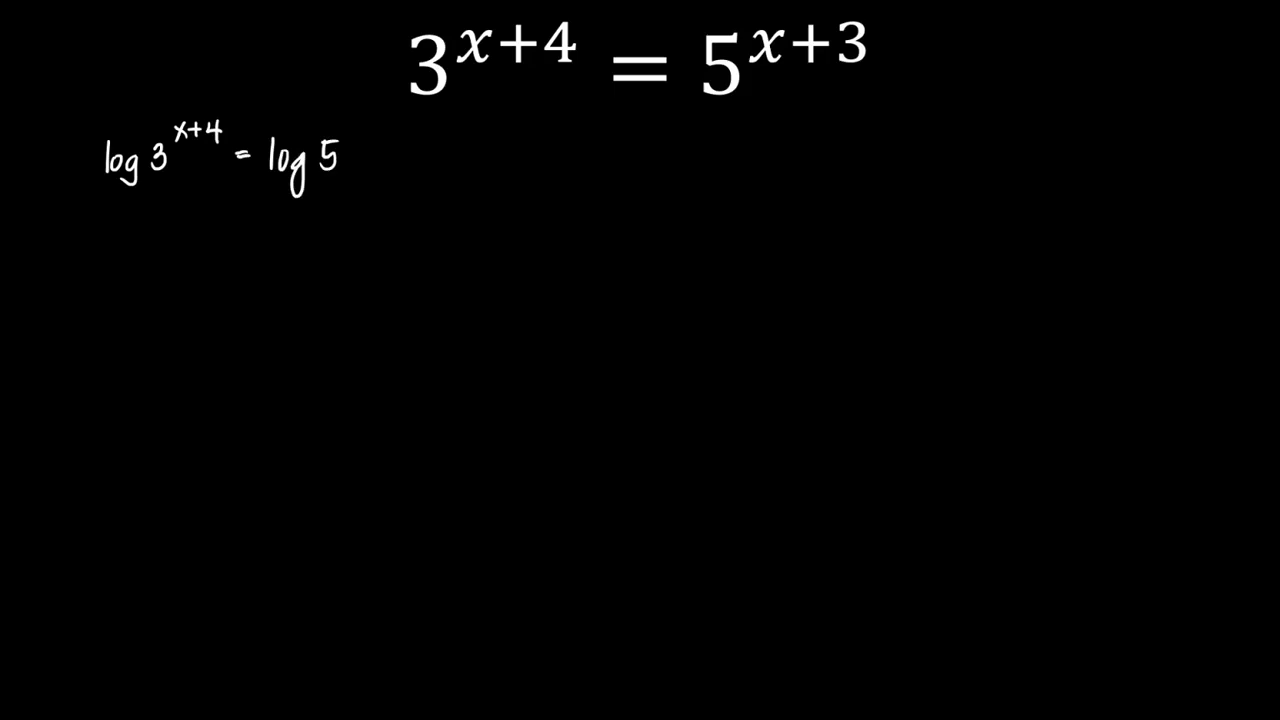 3^{x+4} = 5^{x+3}
log 3^{x+4} = log 5